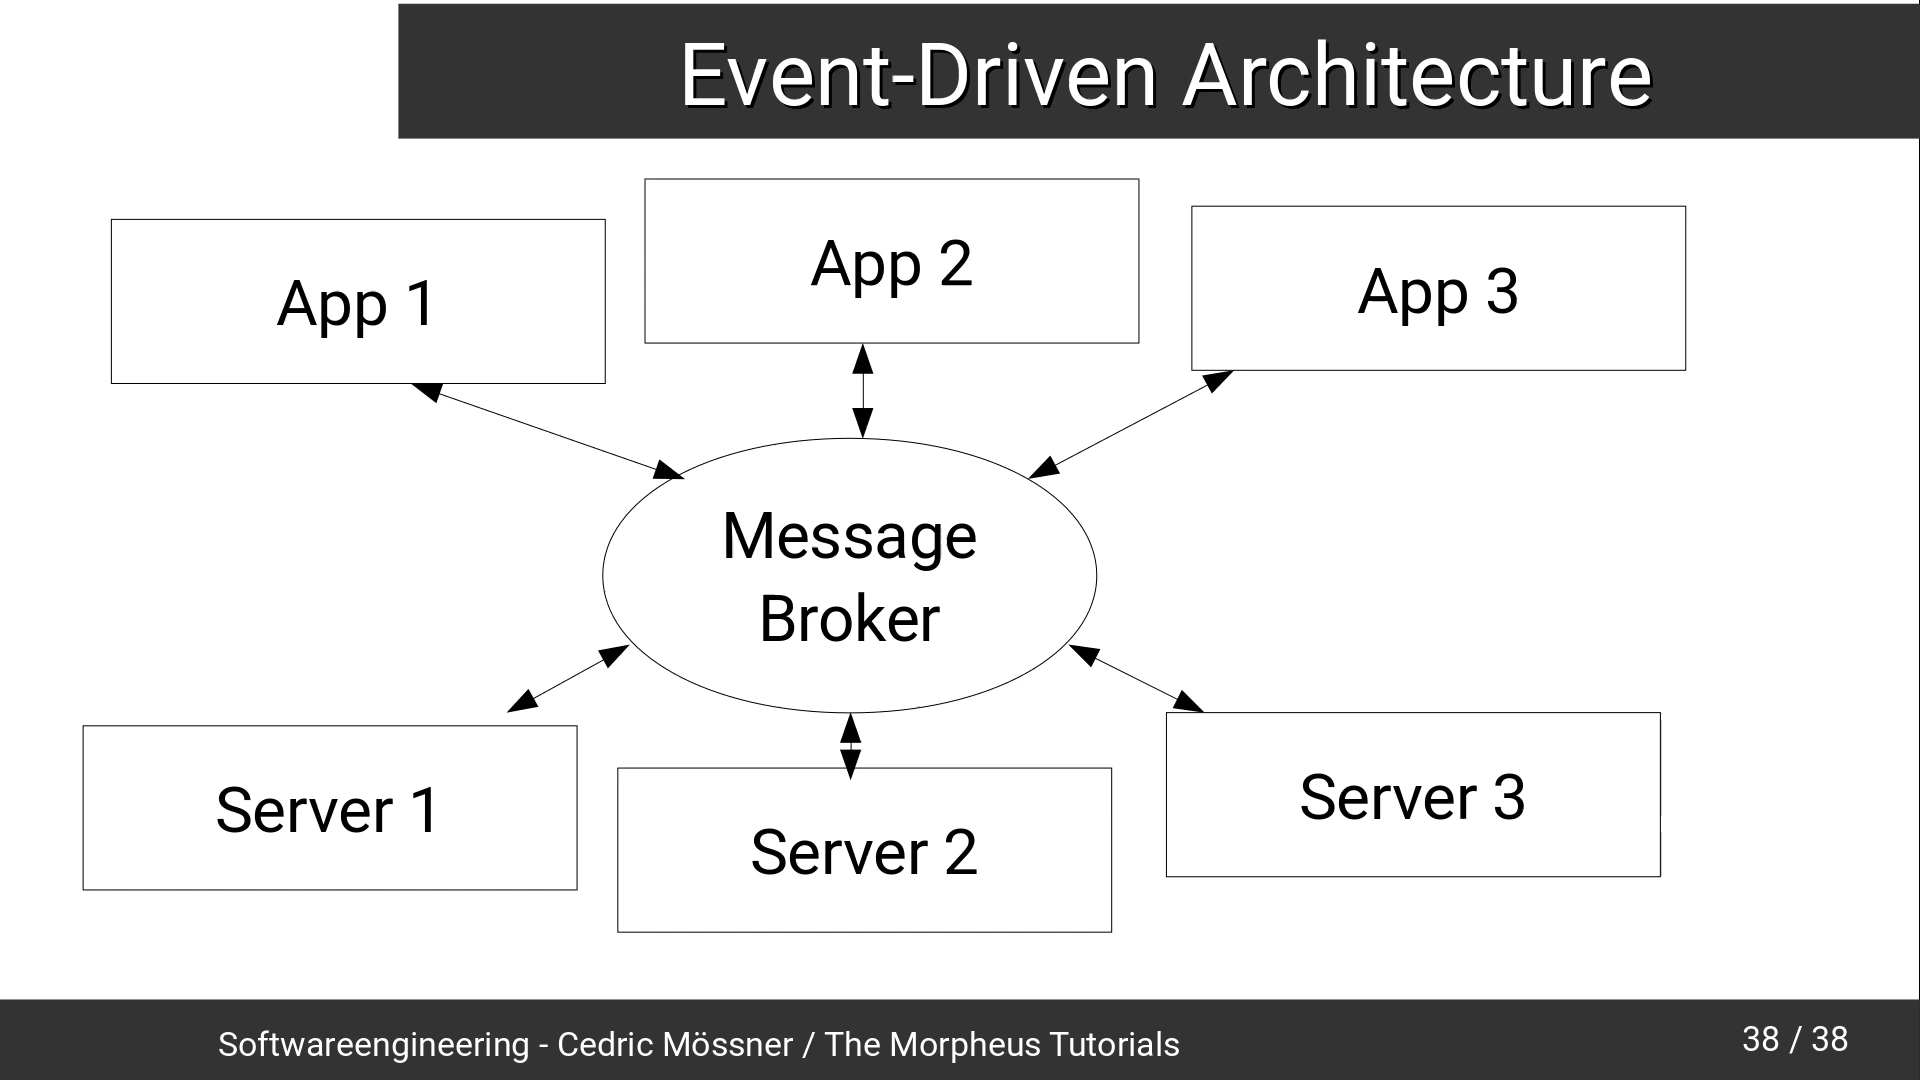 Event-Driven Architecture
App 1
App 2
App 3
Message
Broker
Server 1
Server 2
Server 3
Softwareengineering - Cedric Mössner / The Morpheus Tutorials
38 / 38